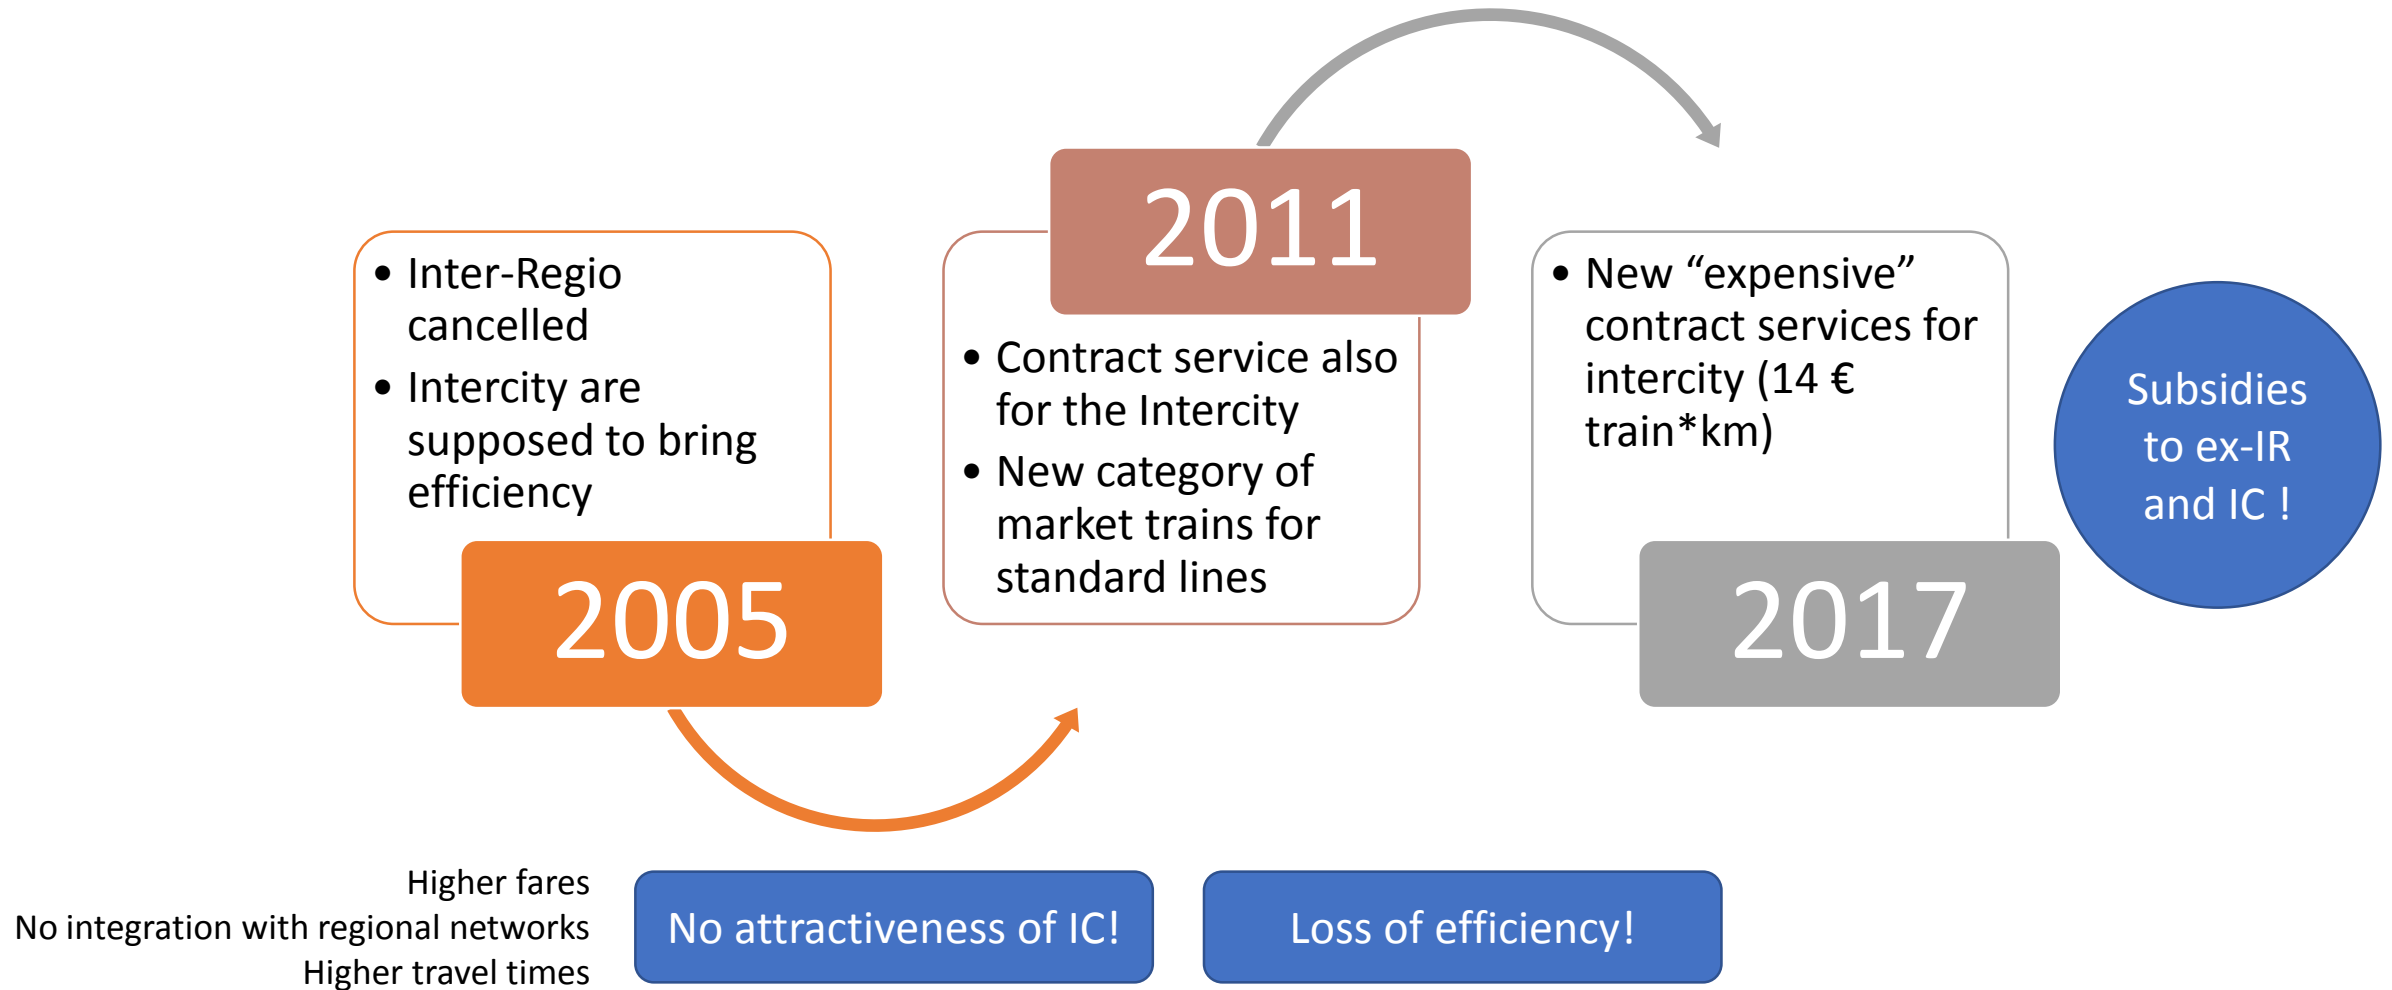 • Inter-Regio
cancelled
• Intercity are
supposed to bring
efficiency
2005
2011
• Contract service also
for the Intercity
• New category of
market trains for
standard lines
• New “expensive”
contract services for
intercity (14 €
train*km)
2017
Subsidies
to ex-IR
and IC !
Higher fares
No integration with regional networks
Higher travel times
No attractiveness of IC!
Loss of efficiency!